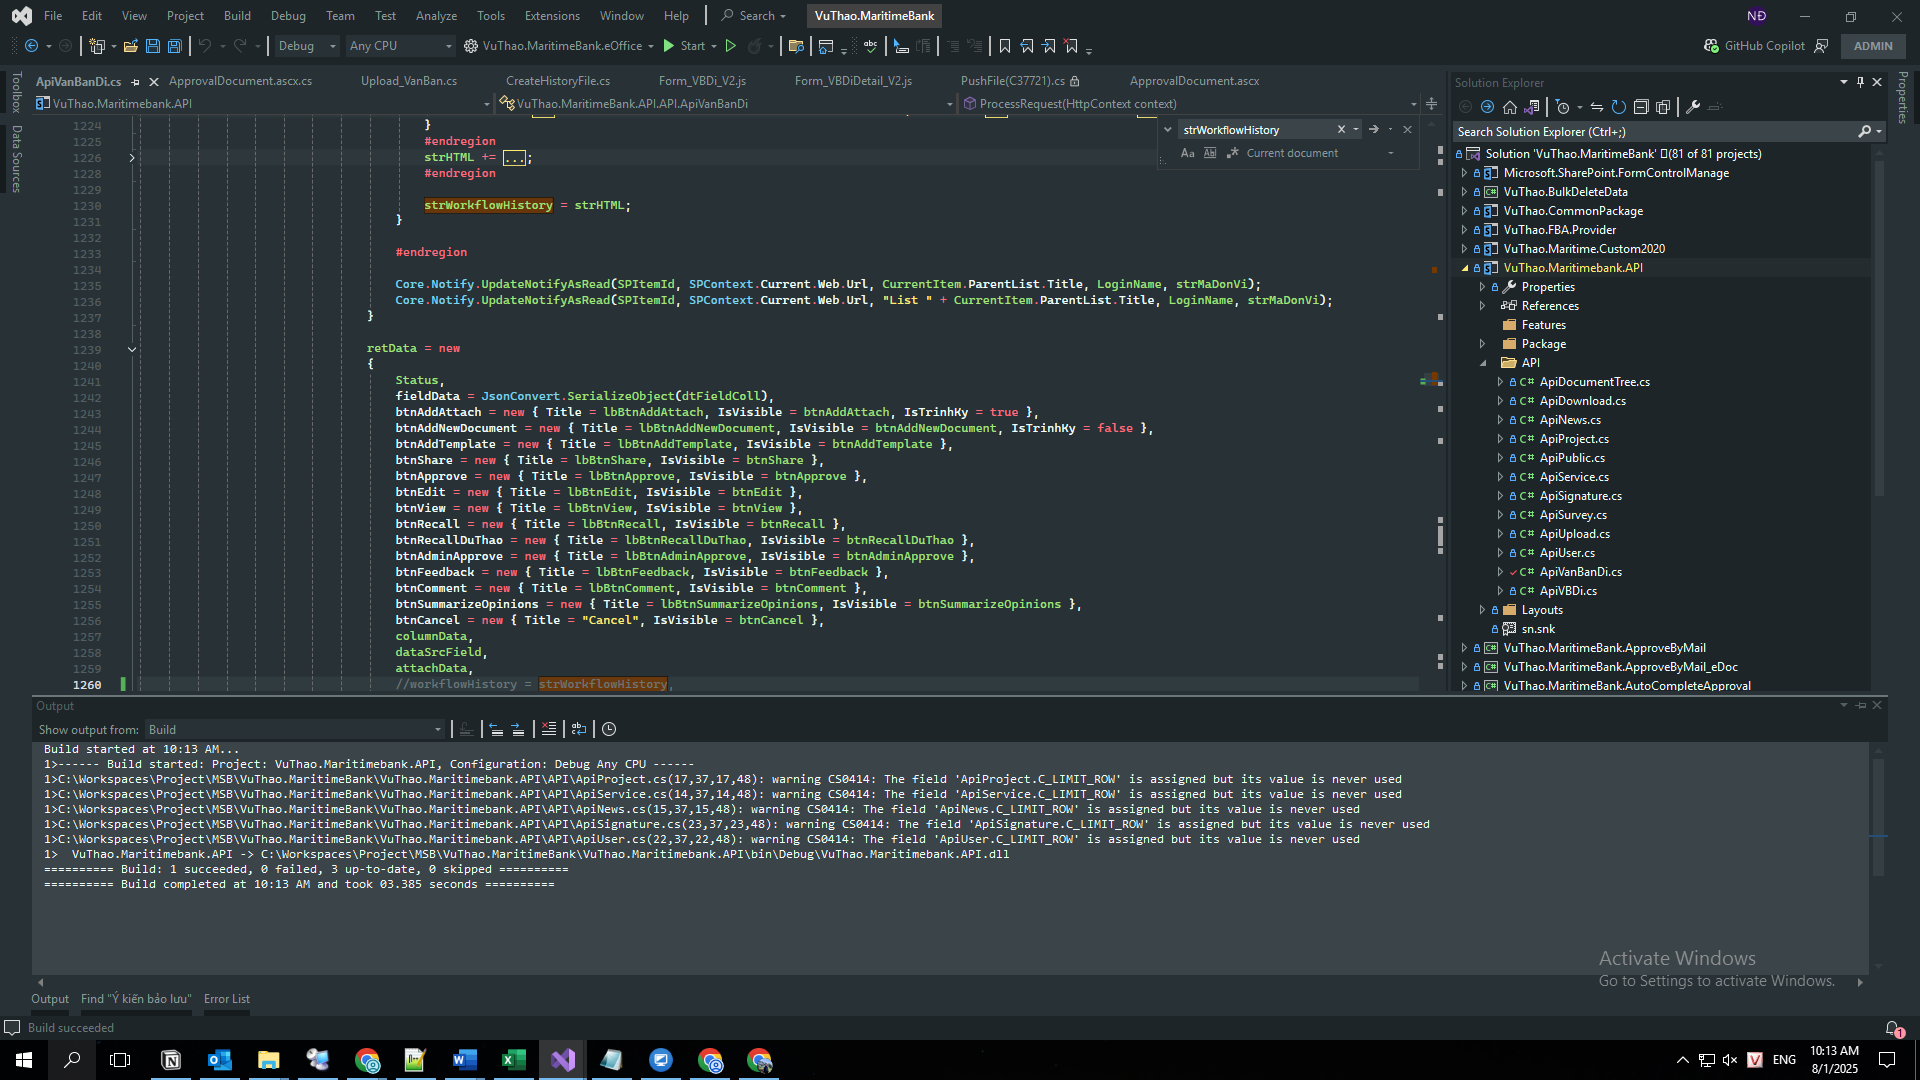 File Edit View Project Build Debug Team Test Analyze Tools Extensions Window Help Search VuThao.MaritimeBank NĐ
Debug Any CPU VuThao.MaritimeBank.eOffice Start GitHub Copilot ADMIN
ApiVanBanDi.cs ApprovalDocument.ascx.cs Upload_VanBan.cs CreateHistoryFile.cs Form_VBDi_V2.js Form_VBDiDetail_V2.js PushFile(C37721).cs ApprovalDocument.ascx
VuThao.Maritimebank.API VuThao.MaritimeBank.API.API.ApiVanBanDi ProcessRequest(HttpContext context)
Toolbox
Data Sources
strWorkflowHistory
Aa Ab Current document
1224 }
1225 #endregion
1226 strHTML += ...;
1228 #endregion
1229
1230 strWorkflowHistory = strHTML;
1231 }
1232
1233 #endregion
1234
1235 Core.Notify.UpdateNotifyAsRead(SPItemId, SPContext.Current.Web.Url, CurrentItem.ParentList.Title, LoginName, strMaDonVi);
1236 Core.Notify.UpdateNotifyAsRead(SPItemId, SPContext.Current.Web.Url, "List " + CurrentItem.ParentList.Title, LoginName, strMaDonVi);
1237 }
1238
1239 retData = new
1240 {
1241 Status,
1242 fieldData = JsonConvert.SerializeObject(dtFieldColl),
1243 btnAddAttach = new { Title = lbBtnAddAttach, IsVisible = btnAddAttach, IsTrinhKy = true },
1244 btnAddNewDocument = new { Title = lbBtnAddNewDocument, IsVisible = btnAddNewDocument, IsTrinhKy = false },
1245 btnAddTemplate = new { Title = lbBtnAddTemplate, IsVisible = btnAddTemplate },
1246 btnShare = new { Title = lbBtnShare, IsVisible = btnShare },
1247 btnApprove = new { Title = lbBtnApprove, IsVisible = btnApprove },
1248 btnEdit = new { Title = lbBtnEdit, IsVisible = btnEdit },
1249 btnView = new { Title = lbBtnView, IsVisible = btnView },
1250 btnRecall = new { Title = lbBtnRecall, IsVisible = btnRecall },
1251 btnRecallDuThao = new { Title = lbBtnRecallDuThao, IsVisible = btnRecallDuThao },
1252 btnAdminApprove = new { Title = lbBtnAdminApprove, IsVisible = btnAdminApprove },
1253 btnFeedback = new { Title = lbBtnFeedback, IsVisible = btnFeedback },
1254 btnComment = new { Title = lbBtnComment, IsVisible = btnComment },
1255 btnSummarizeOpinions = new { Title = lbBtnSummarizeOpinions, IsVisible = btnSummarizeOpinions },
1256 btnCancel = new { Title = "Cancel", IsVisible = btnCancel },
1257 columnData,
1258 dataSrcField,
1259 attachData,
1260 //workflowHistory = strWorkflowHistory,
Solution Explorer
Search Solution Explorer (Ctrl+;)
Solution 'VuThao.MaritimeBank' (81 of 81 projects)
Microsoft.SharePoint.FormControlManage
VuThao.BulkDeleteData
VuThao.CommonPackage
VuThao.FBA.Provider
VuThao.Maritime.Custom2020
VuThao.Maritimebank.API
Properties
References
Features
Package
API
C# ApiDocumentTree.cs
C# ApiDownload.cs
C# ApiNews.cs
C# ApiProject.cs
C# ApiPublic.cs
C# ApiService.cs
C# ApiSignature.cs
C# ApiSurvey.cs
C# ApiUpload.cs
C# ApiUser.cs
C# ApiVanBanDi.cs
C# ApiVBDi.cs
Layouts
sn.snk
VuThao.MaritimeBank.ApproveByMail
VuThao.MaritimeBank.ApproveByMail_eDoc
VuThao.MaritimeBank.AutoCompleteApproval
Properties
Output
Show output from: Build
Build started at 10:13 AM...
1>------ Build started: Project: VuThao.Maritimebank.API, Configuration: Debug Any CPU ------
1>C:\Workspaces\Project\MSB\VuThao.MaritimeBank\VuThao.Maritimebank.API\API\ApiProject.cs(17,37,17,48): warning CS0414: The field 'ApiProject.C_LIMIT_ROW' is assigned but its value is never used
1>C:\Workspaces\Project\MSB\VuThao.MaritimeBank\VuThao.Maritimebank.API\API\ApiService.cs(14,37,14,48): warning CS0414: The field 'ApiService.C_LIMIT_ROW' is assigned but its value is never used
1>C:\Workspaces\Project\MSB\VuThao.MaritimeBank\VuThao.Maritimebank.API\API\ApiNews.cs(15,37,15,48): warning CS0414: The field 'ApiNews.C_LIMIT_ROW' is assigned but its value is never used
1>C:\Workspaces\Project\MSB\VuThao.MaritimeBank\VuThao.Maritimebank.API\API\ApiSignature.cs(23,37,23,48): warning CS0414: The field 'ApiSignature.C_LIMIT_ROW' is assigned but its value is never used
1>C:\Workspaces\Project\MSB\VuThao.MaritimeBank\VuThao.Maritimebank.API\API\ApiUser.cs(22,37,22,48): warning CS0414: The field 'ApiUser.C_LIMIT_ROW' is assigned but its value is never used
1> VuThao.Maritimebank.API -> C:\Workspaces\Project\MSB\VuThao.MaritimeBank\VuThao.Maritimebank.API\bin\Debug\VuThao.Maritimebank.API.dll
========== Build: 1 succeeded, 0 failed, 3 up-to-date, 0 skipped ==========
========== Build completed at 10:13 AM and took 03.385 seconds ==========
Activate Windows
Go to Settings to activate Windows.
Output Find "Ý kiến bảo lưu" Error List
Build succeeded
1
ENG
10:13 AM
8/1/2025